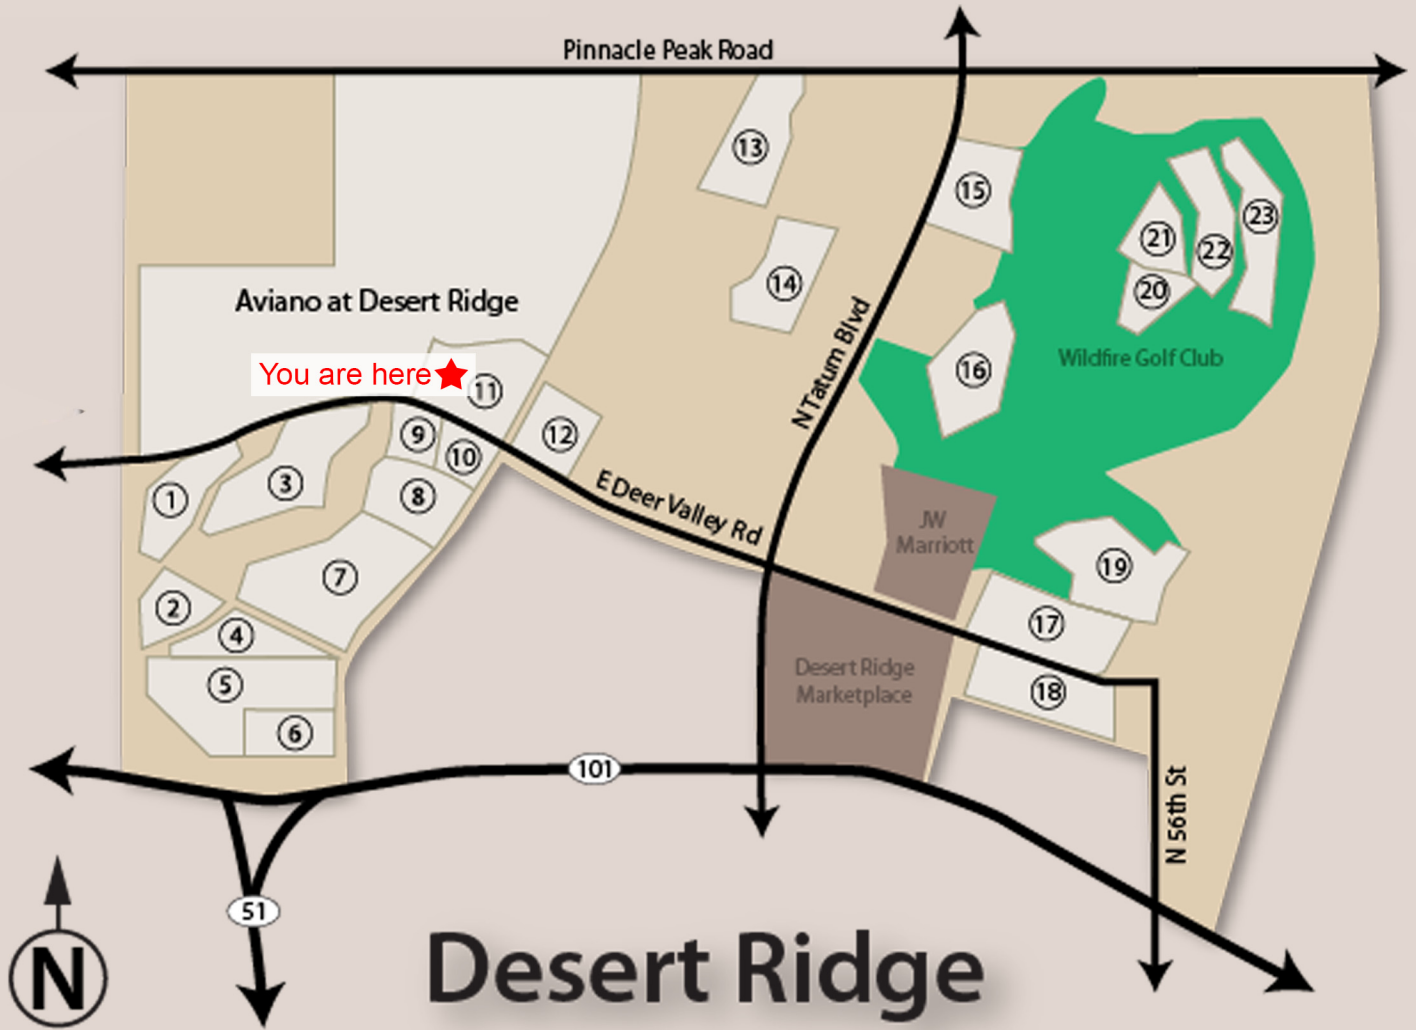 Pinnacle Peak Road
13
15
23
21
22
14
20
Aviano at Desert Ridge
N Tatum Blvd
Wildfire Golf Club
You are here
11
16
9
12
10
3
8
1
E Deer Valley Rd
JW
Marriott
19
7
2
17
4
Desert Ridge
Marketplace
5
18
6
101
N 56th St
51
Desert Ridge
N